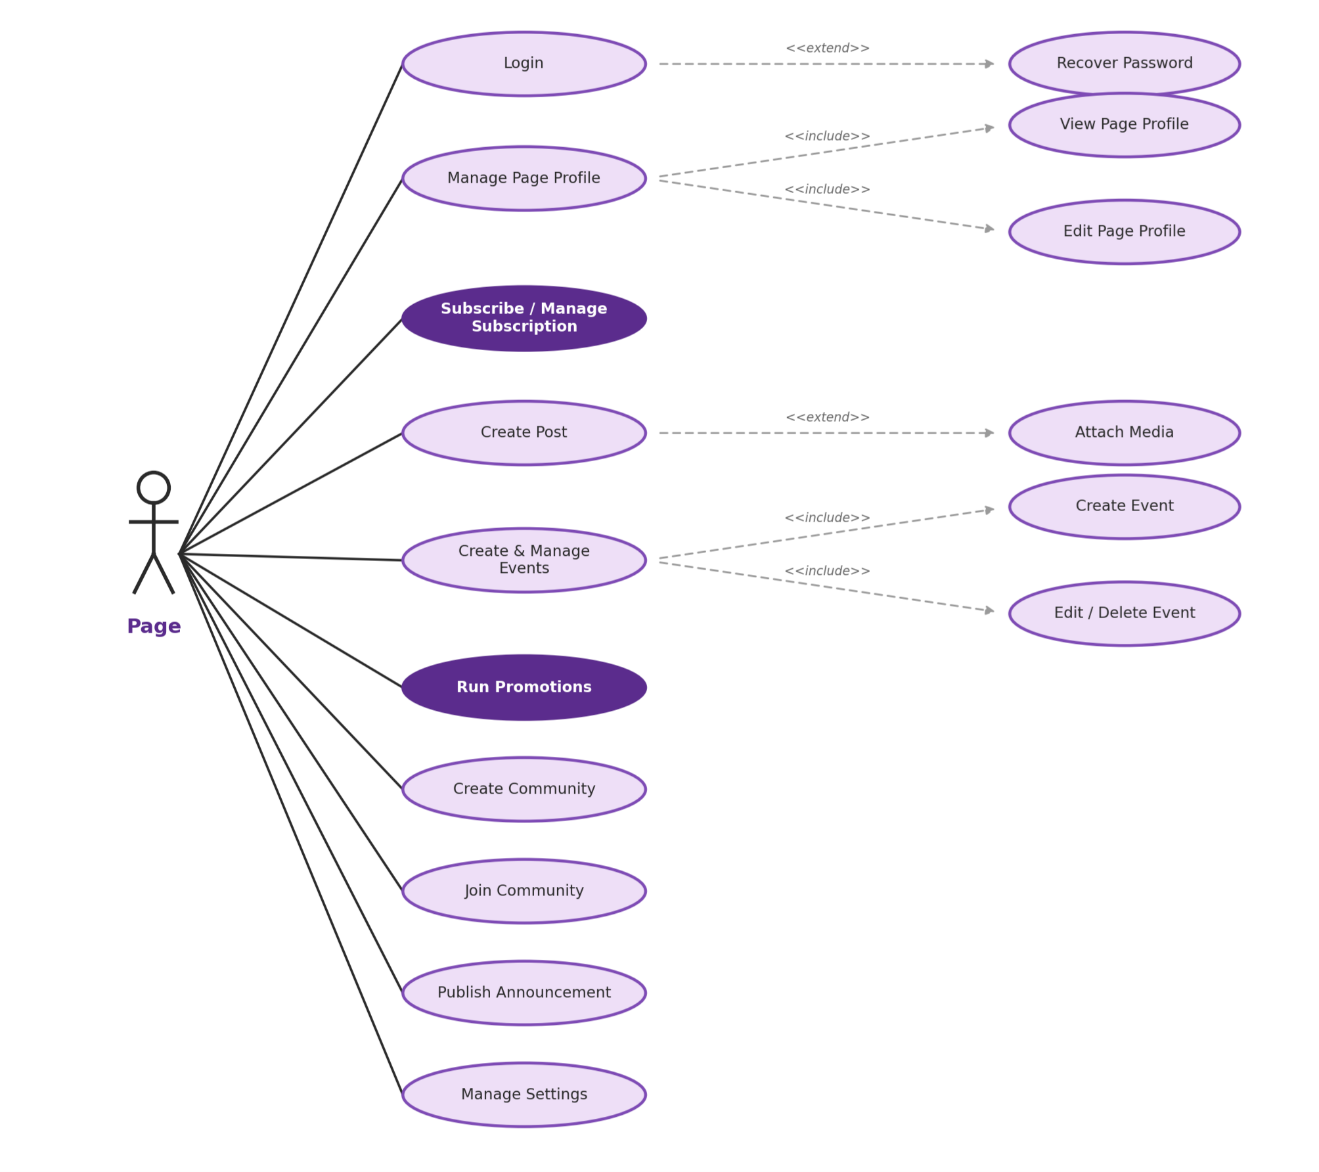 Login
<<extend>>
Recover Password
View Page Profile
<<include>>
Manage Page Profile
<<include>>
Edit Page Profile
Subscribe / Manage
Subscription
Create Post
<<extend>>
Attach Media
Create Event
<<include>>
Create & Manage
Events
<<include>>
Edit / Delete Event
Page
Run Promotions
Create Community
Join Community
Publish Announcement
Manage Settings